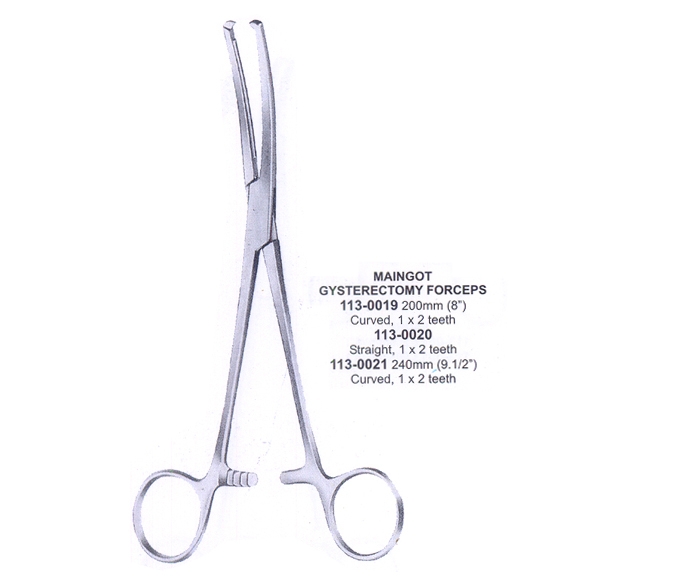 MAINGOT
GYSTERECTOMY FORCEPS
113-0019 200mm (8")
Curved, 1 x 2 teeth
113-0020
Straight, 1 x 2 teeth
113-0021 240mm (9.1/2")
Curved, 1 x 2 teeth